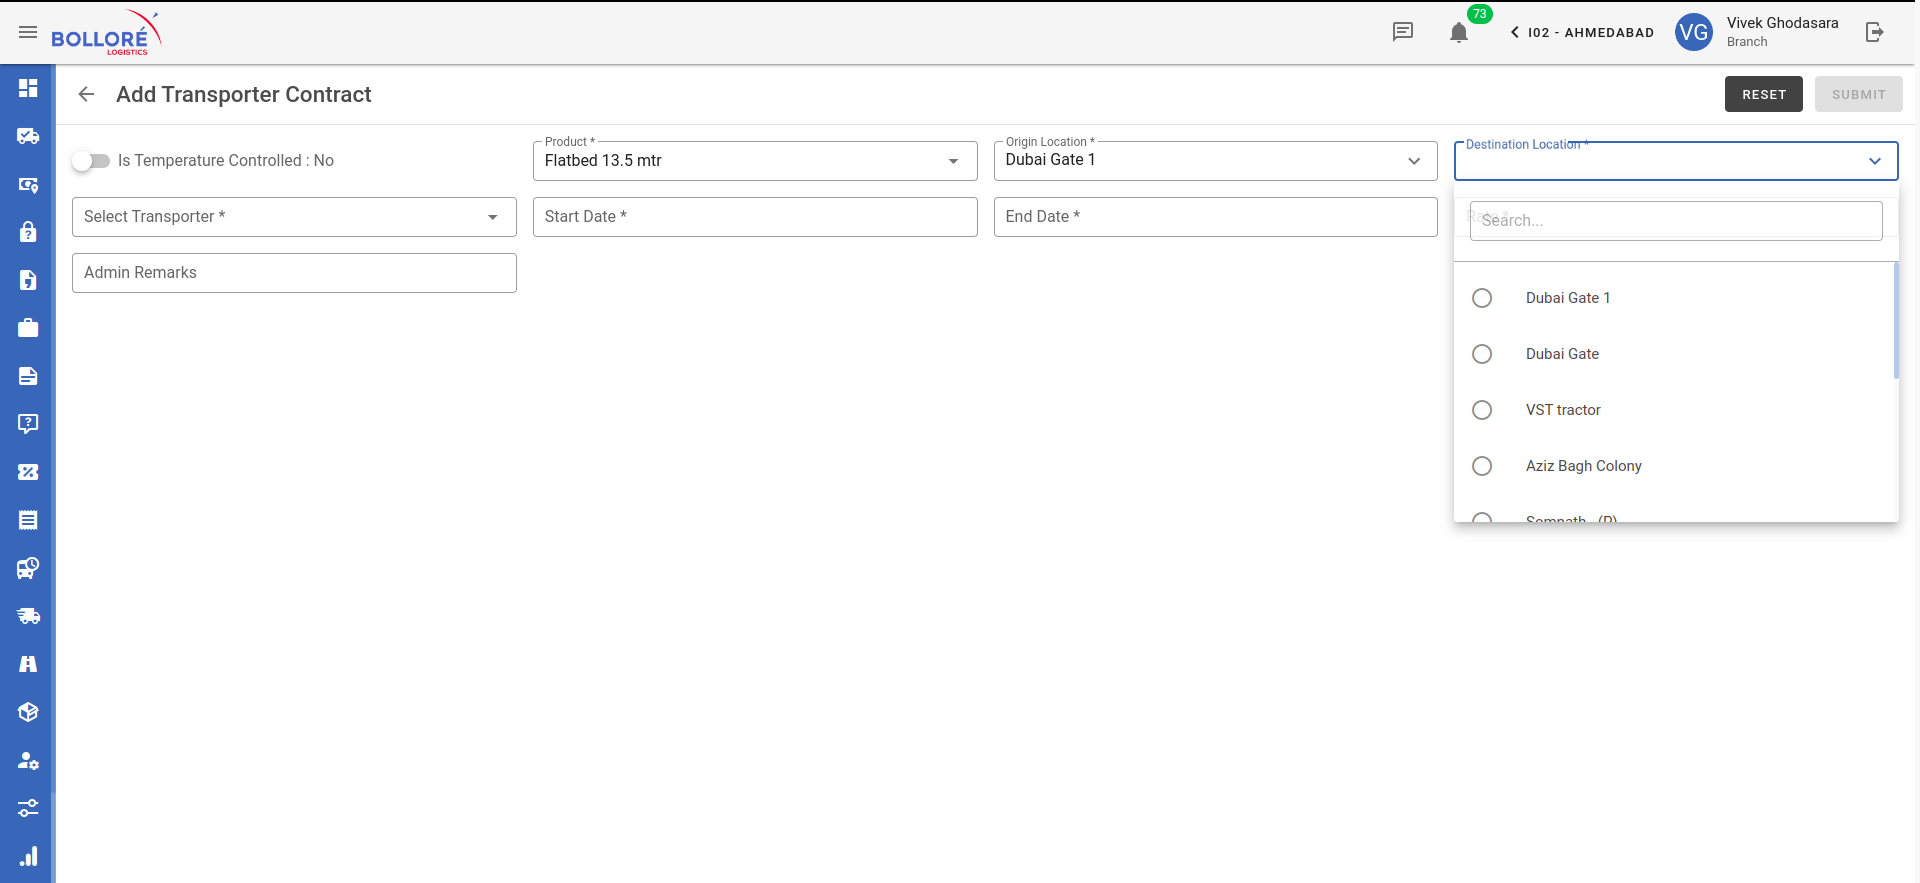 BOLLORÉ
LOGISTICS
73
I02 - AHMEDABAD
VG
Vivek Ghodasara
Branch
Add Transporter Contract
RESET
SUBMIT
Is Temperature Controlled : No
Product *
Flatbed 13.5 mtr
Origin Location *
Dubai Gate 1
Destination Location *
Select Transporter *
Start Date *
End Date *
Rate *
Search...
Admin Remarks
Dubai Gate 1
Dubai Gate
VST tractor
Aziz Bagh Colony
Somnath - (P)